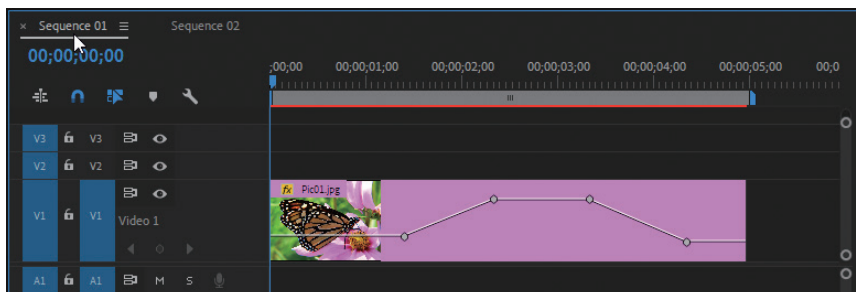 × Sequence 01 ≡ Sequence 02
00;00;00;00
;00;00 00;00;01;00 00;00;02;00 00;00;03;00 00;00;04;00 00;00;05;00 00;0
V3 V3
V2 V2
fx Pic01.jpg
V1 V1 Video 1
A1 A1 M S